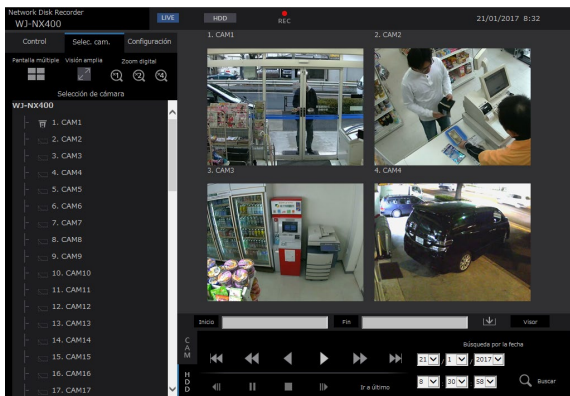 Network Disk Recorder
WJ-NX400
LIVE
HDD
REC
21/01/2017 8:32
Control
Selec. cam.
Configuración
Pantalla múltiple
Visión amplia
Zoom digital
Selección de cámara
WJ-NX400
1. CAM1
2. CAM2
3. CAM3
4. CAM4
5. CAM5
6. CAM6
7. CAM7
8. CAM8
9. CAM9
10. CAM10
11. CAM11
12. CAM12
13. CAM13
14. CAM14
15. CAM15
16. CAM16
17. CAM17
1. CAM1
2. CAM2
3. CAM3
4. CAM4
Inicio
Fin
Visor
CAM
HDD
Búsqueda por la fecha
21 / 1 / 2017
8 : 30 : 58
Ir a último
Buscar